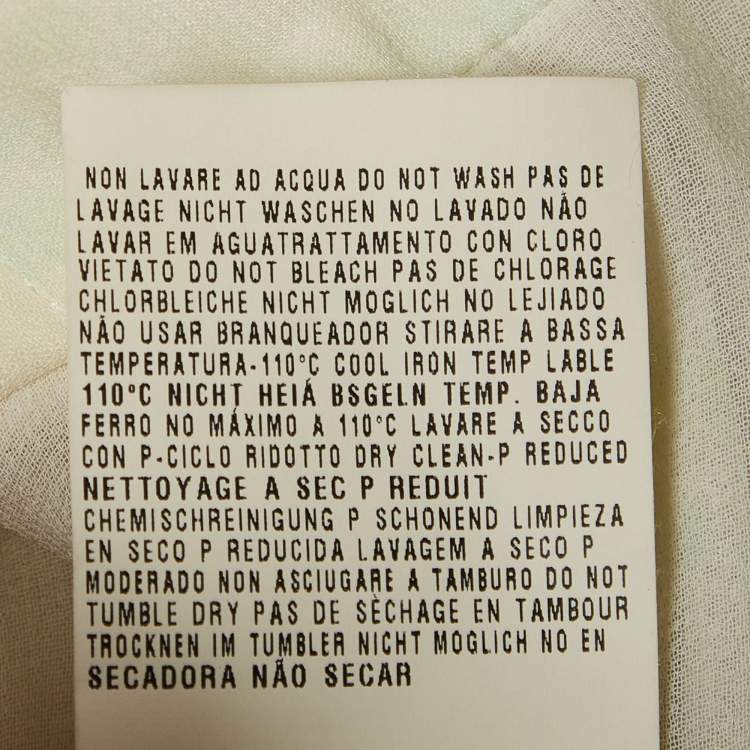 NON LAVARE AD ACQUA DO NOT WASH PAS DE
LAVAGE NICHT WASCHEN NO LAVADO NÃO
LAVAR EM AGUATRATTAMENTO CON CLORO
VIETATO DO NOT BLEACH PAS DE CHLORAGE
CHLORBLEICHE NICHT MOGLICH NO LEJIADO
NÃO USAR BRANQUEADOR STIRARE A BASSA
TEMPERATURA-110°C COOL IRON TEMP LABLE
110°C NICHT HEIÁ BSGELN TEMP. BAJA
FERRO NO MÁXIMO A 110°C LAVARE A SECCO
CON P-CICLO RIDOTTO DRY CLEAN-P REDUCED
NETTOYAGE A SEC P REDUIT
CHEMISCHREINIGUNG P SCHONEND LIMPIEZA
EN SECO P REDUCIDA LAVAGEM A SECO P
MODERADO NON ASCIUGARE A TAMBURO DO NOT
TUMBLE DRY PAS DE SÈCHAGE EN TAMBOUR
TROCKNEN IM TUMBLER NICHT MOGLICH NO EN
SECADORA NÃO SECAR